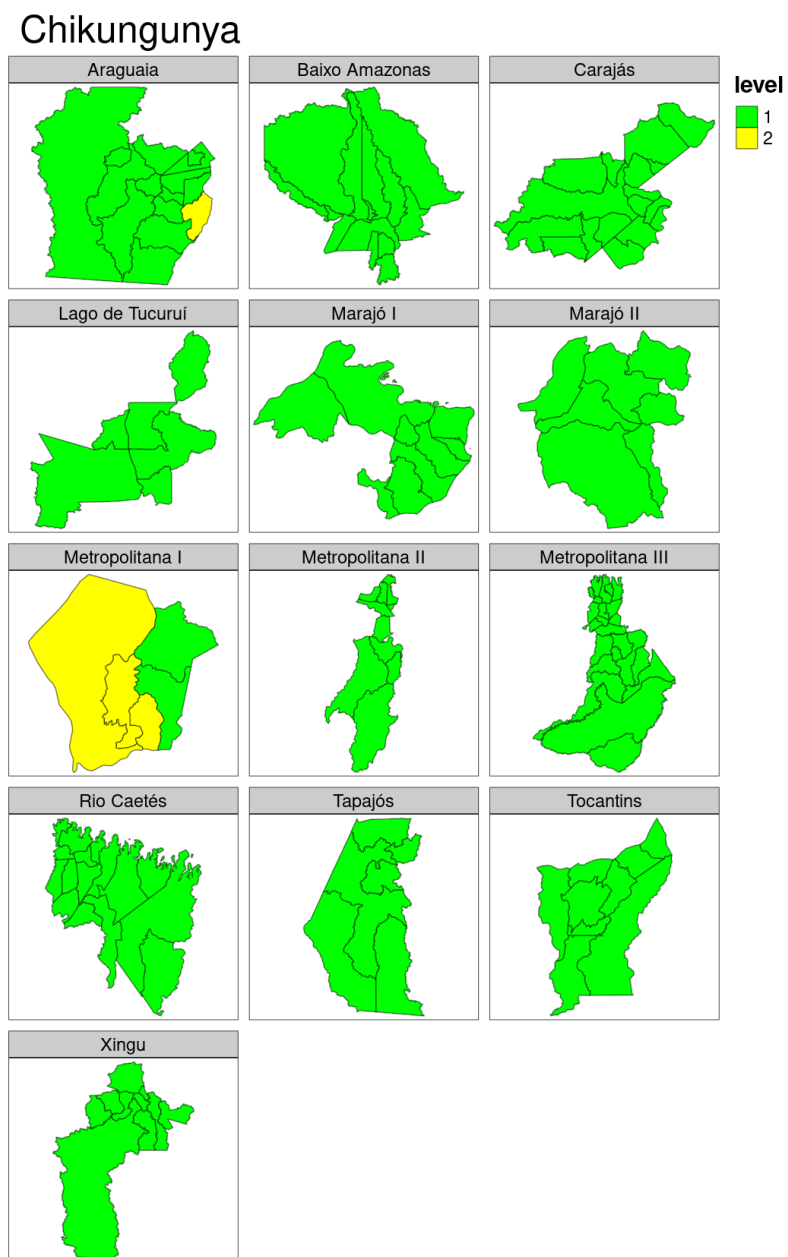 Chikungunya
Araguaia
Baixo Amazonas
Carajás
level
1
2
Lago de Tucuruí
Marajó I
Marajó II
Metropolitana I
Metropolitana II
Metropolitana III
Rio Caetés
Tapajós
Tocantins
Xingu